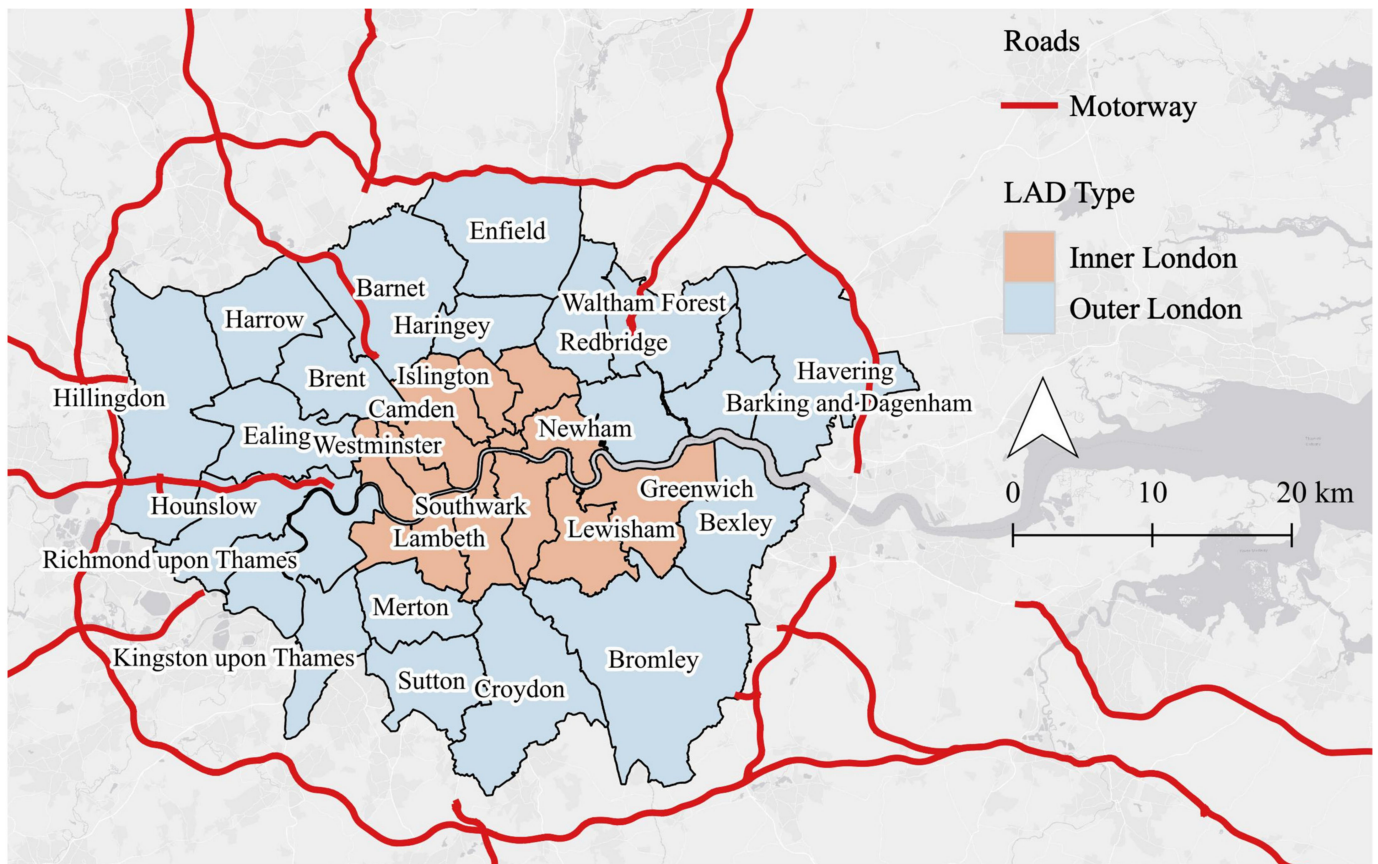 Roads
Motorway
LAD Type
Inner London
Outer London
Enfield
Barnet
Waltham Forest
Harrow
Haringey
Redbridge
Brent
Islington
Havering
Hillingdon
Camden
Barking and Dagenham
Ealing
Westminster
Newham
Greenwich
0 10 20 km
Hounslow
Southwark
Bexley
Lambeth
Lewisham
Richmond upon Thames
Merton
Kingston upon Thames
Bromley
Sutton
Croydon